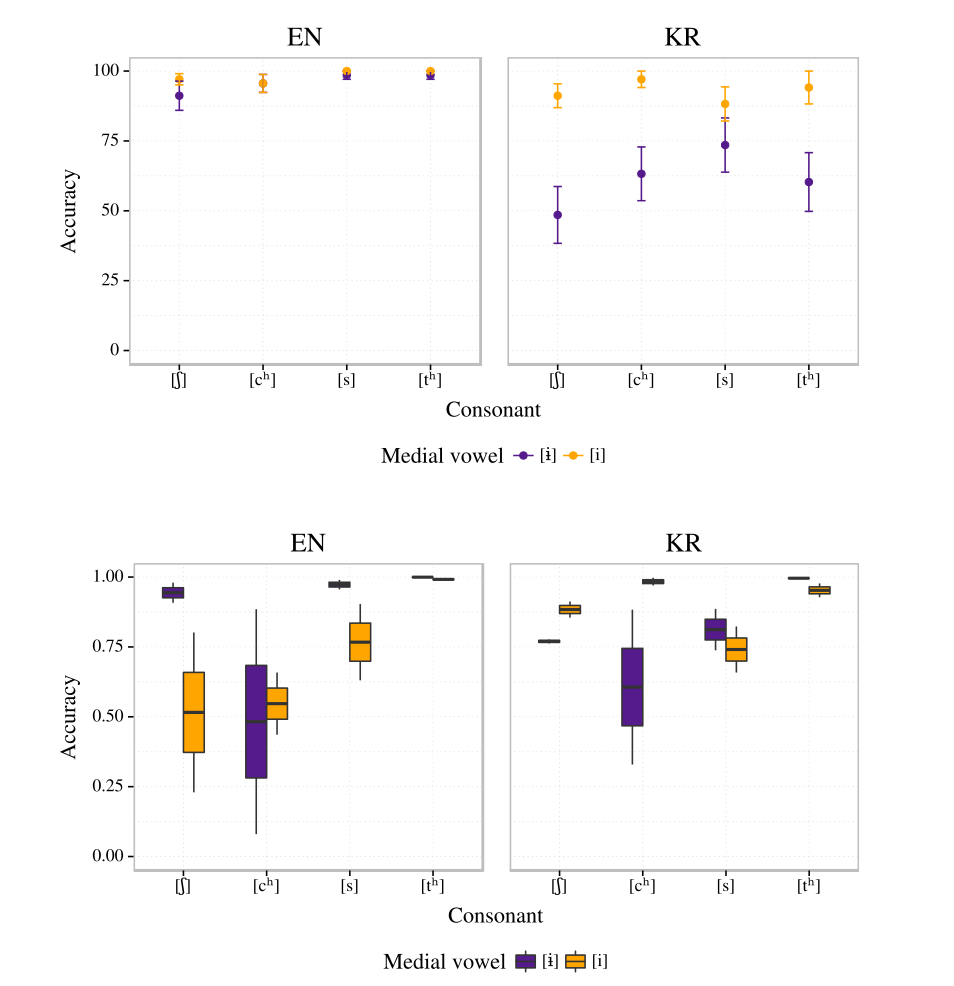 EN KR
100
75
50
25
0
Accuracy
[ʃ] [cʰ] [s] [tʰ] [ʃ] [cʰ] [s] [tʰ]
Consonant
Medial vowel [ɨ] [i]
EN KR
1.00
0.75
0.50
0.25
0.00
Accuracy
[ʃ] [cʰ] [s] [tʰ] [ʃ] [cʰ] [s] [tʰ]
Consonant
Medial vowel [ɨ] [i]